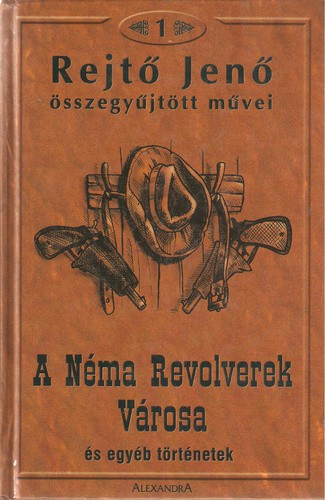 1
Rejtő Jenő
összegyűjtött művei
A Néma Revolverek
Városa
és egyéb történetek
ALEXANDRA